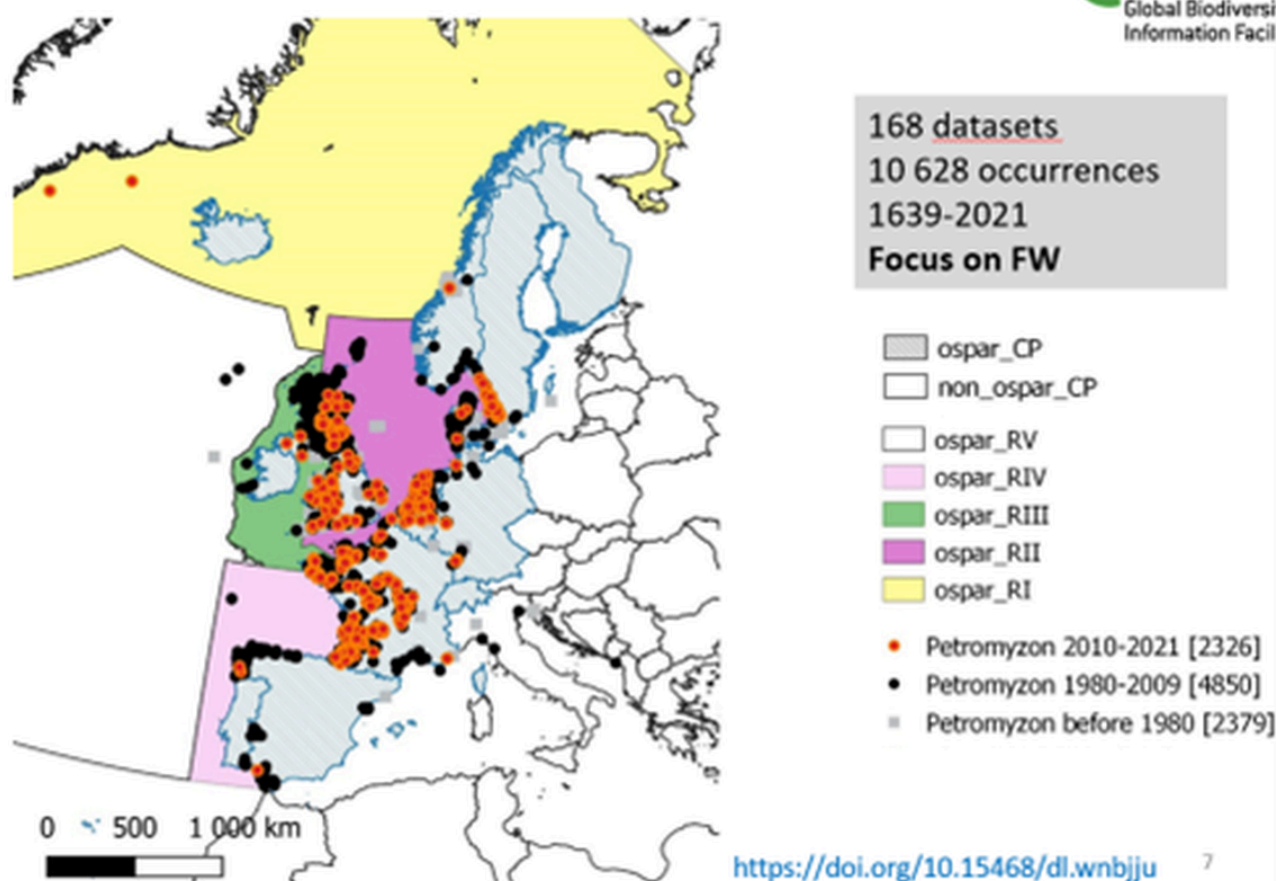 Global Biodiversi
Information Facil
168 datasets
10 628 occurrences
1639-2021
Focus on FW
ospar_CP
non_ospar_CP
ospar_RV
ospar_RIV
ospar_RIII
ospar_RII
ospar_RI
Petromyzon 2010-2021 [2326]
Petromyzon 1980-2009 [4850]
Petromyzon before 1980 [2379]
0 500 1 000 km
https://doi.org/10.15468/dl.wnbjju 7